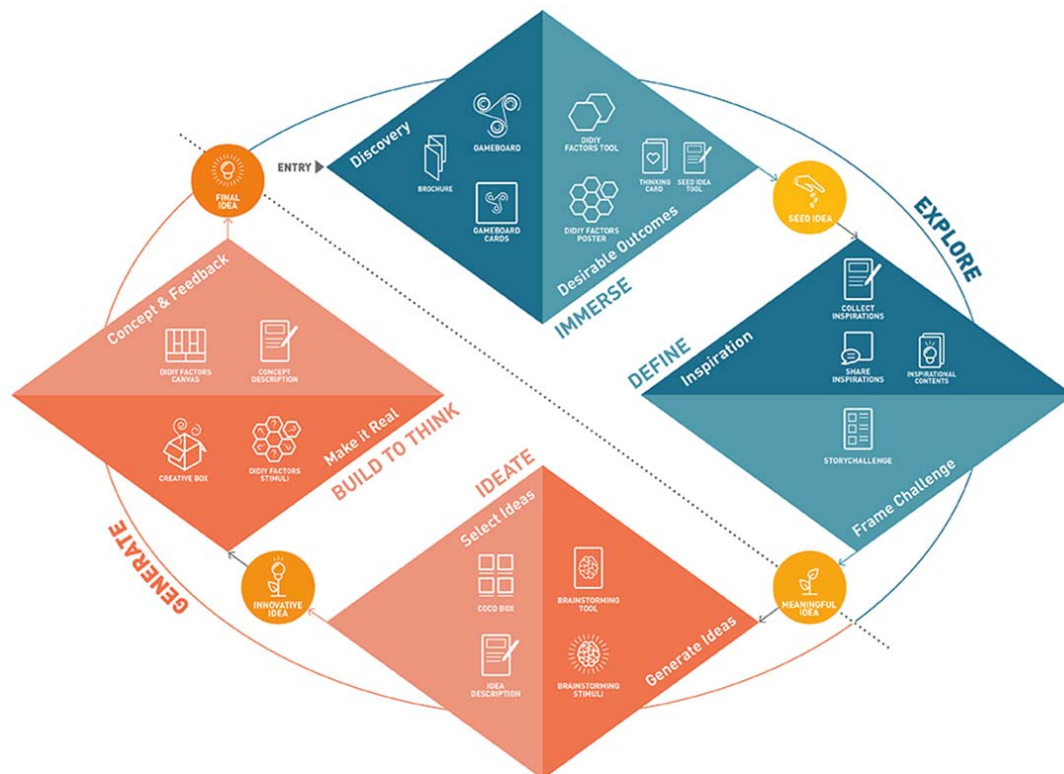 ENTRY
Discovery
BROCHURE
GAMEBOARD
GAMEBOARD
CARDS
DIDIY
FACTORS TOOL
THINKING
CARD
SEED IDEA
TOOL
DIDIY FACTORS
POSTER
Desirable Outcomes
IMMERSE
SEED IDEA
EXPLORE
DEFINE
Inspiration
COLLECT
INSPIRATIONS
SHARE
INSPIRATIONS
INSPIRATIONAL
CONTENTS
STORYCHALLENGE
Frame Challenge
MEANINGFUL
IDEA
Generate Ideas
BRAINSTORMING
TOOL
BRAINSTORMING
STIMULI
IDEATE
Select Ideas
COCD BOX
IDEA
DESCRIPTION
INNOVATIVE
IDEA
GENERATE
BUILD TO THINK
Make it Real
CREATIVE BOX
DIDIY FACTORS
STIMULI
Concept & Feedback
DIDIY FACTORS
CANVAS
CONCEPT
DESCRIPTION
FINAL
IDEA